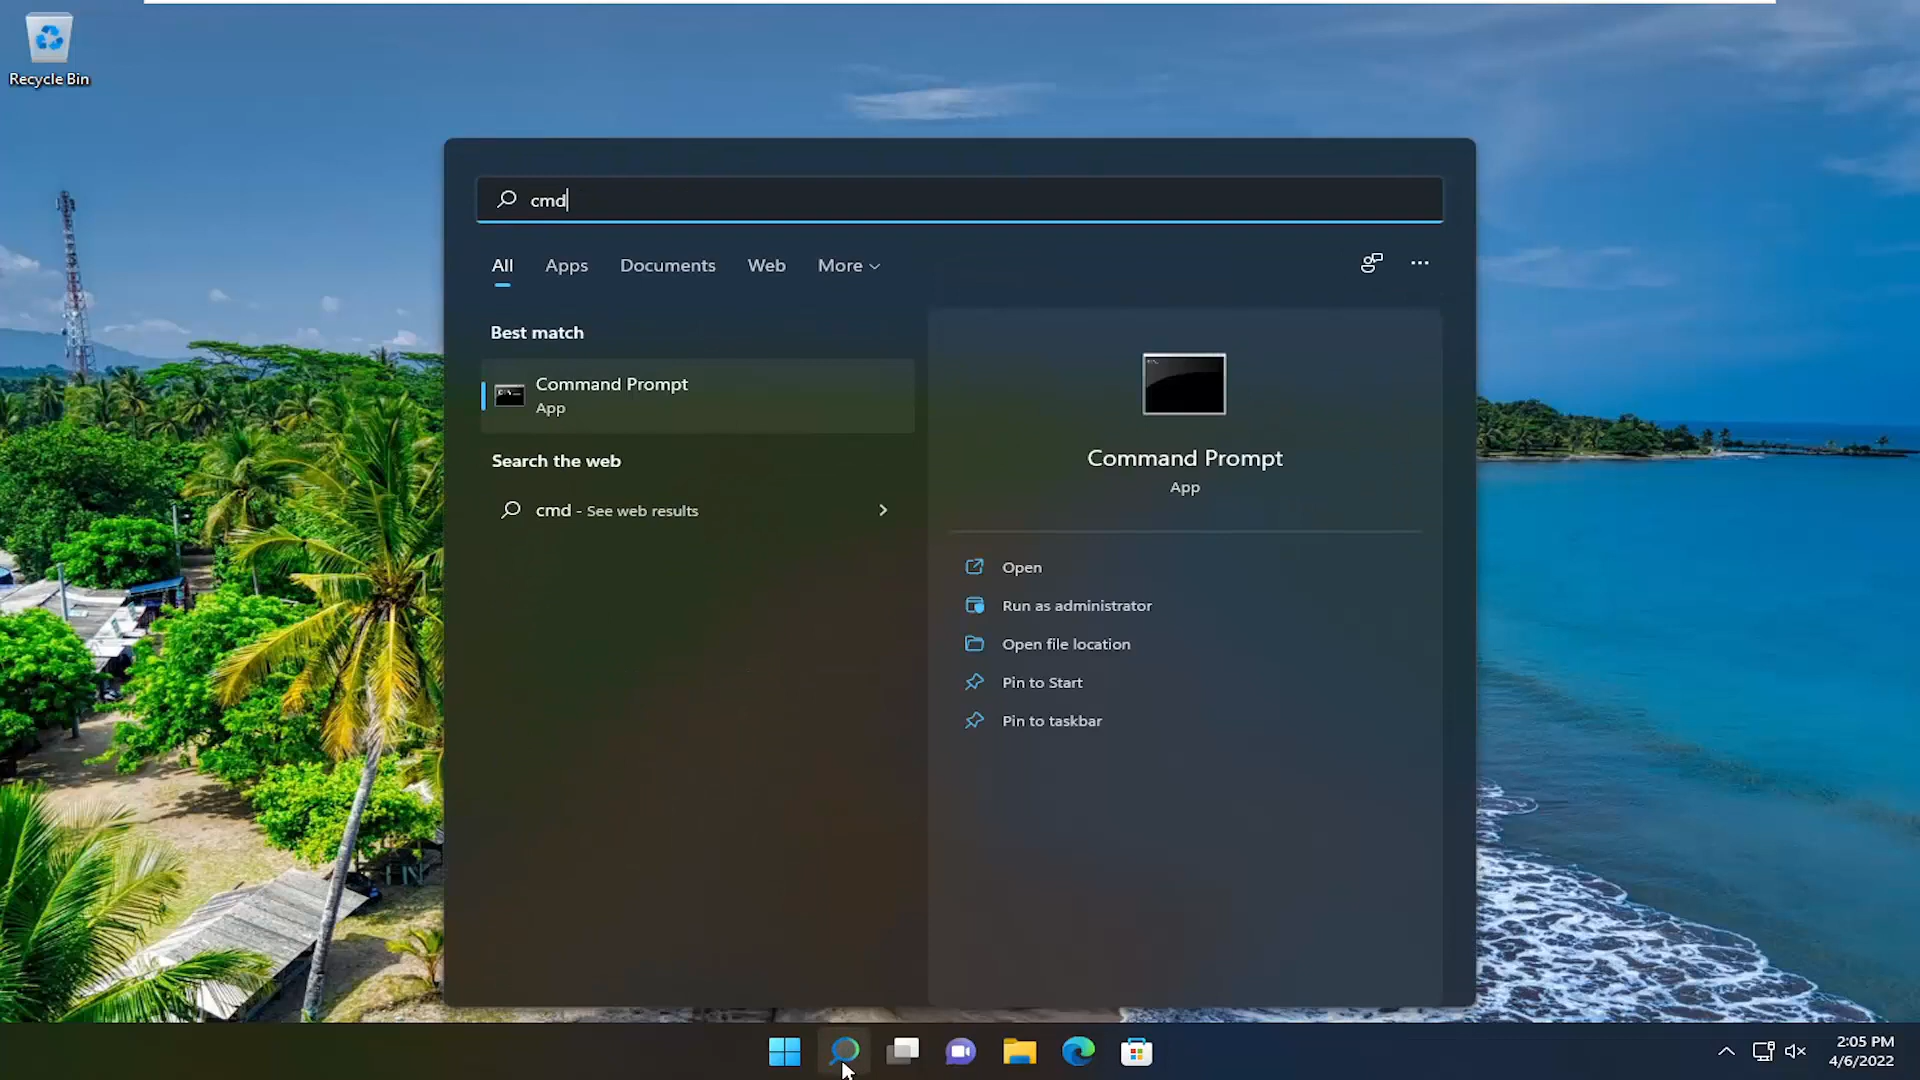 Recycle Bin
cmd
All Apps Documents Web More
Best match
Command Prompt
App
Search the web
cmd - See web results
Command Prompt
App
Open
Run as administrator
Open file location
Pin to Start
Pin to taskbar
2:05 PM
4/6/2022